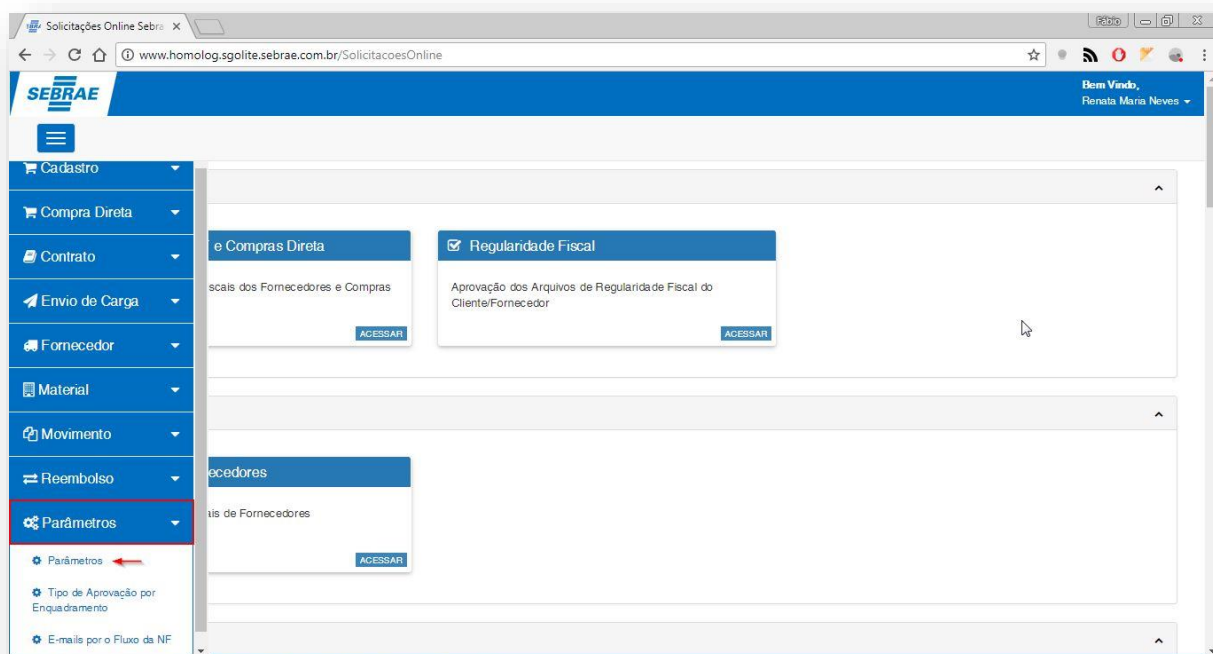 Solicitações Online Sebra
Fábio
www.homolog.sgolite.sebrae.com.br/SolicitacoesOnline
SEBRAE
Bem Vindo,
Renata Maria Neves
Cadastro
Compra Direta
Contrato
Envio de Carga
Fornecedor
Material
Movimento
Reembolso
Parâmetros
Parâmetros
Tipo de Aprovação por
Enquadramento
E-mails por o Fluxo da NF
e Compras Direta
scais dos Fornecedores e Compras
ACESSAR
Regularidade Fiscal
Aprovação dos Arquivos de Regularidade Fiscal do
Cliente/Fornecedor
ACESSAR
ecedores
is de Fornecedores
ACESSAR